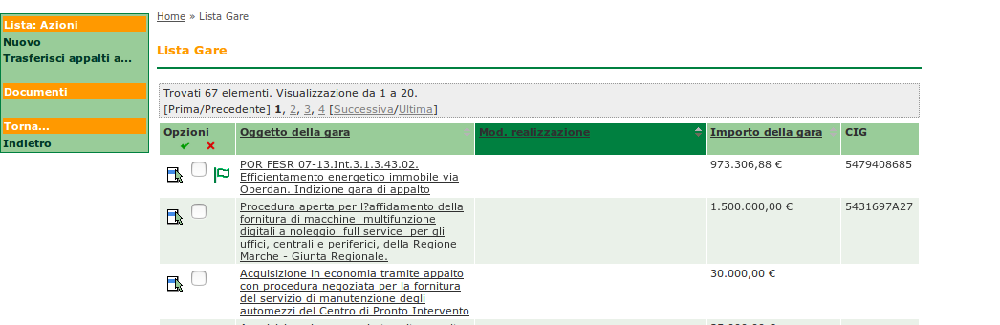 Home » Lista Gare
Lista: Azioni
Nuovo
Trasferisci appalti a...
Documenti
Torna...
Indietro
Lista Gare
Trovati 67 elementi. Visualizzazione da 1 a 20.
[Prima/Precedente] 1, 2, 3, 4 [Successiva/Ultima]
Opzioni Oggetto della gara Mod. realizzazione Importo della gara CIG
POR FESR 07-13.Int.3.1.3.43.02. 973.306,88 € 5479408685
Efficientamento energetico immobile via
Oberdan. Indizione gara di appalto
Procedura aperta per l?affidamento della 1.500.000,00 € 5431697A27
fornitura di macchine multifunzione
digitali a noleggio full service per gli
uffici, centrali e periferici, della Regione
Marche - Giunta Regionale.
Acquisizione in economia tramite appalto 30.000,00 €
con procedura negoziata per la fornitura
del servizio di manutenzione degli
automezzi del Centro di Pronto Intervento